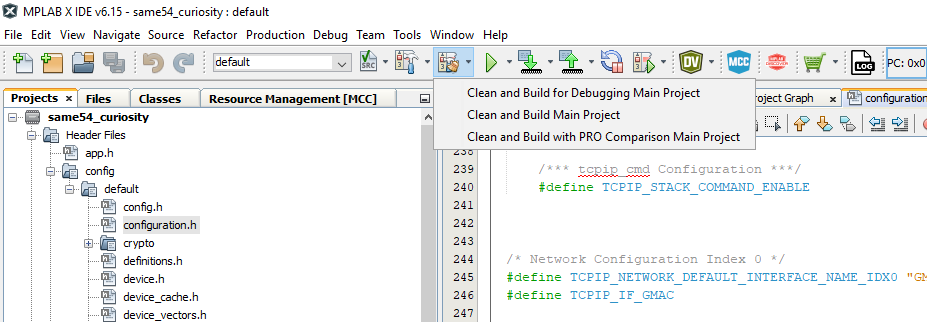 MPLAB X IDE v6.15 - same54_curiosity : default
File Edit View Navigate Source Refactor Production Debug Team Tools Window Help
default SRC DV MCC LOG PC: 0x0
Clean and Build for Debugging Main Project
Clean and Build Main Project
Clean and Build with PRO Comparison Main Project
Projects x Files Classes Resource Management [MCC]
roject Graph x configuration
same54_curiosity
Header Files
app.h
config
default
config.h
configuration.h
crypto
definitions.h
device.h
device_cache.h
device_vectors.h
238
239 /*** tcpip_cmd Configuration ***/
240 #define TCPIP_STACK_COMMAND_ENABLE
241
242
243
244 /* Network Configuration Index 0 */
245 #define TCPIP_NETWORK_DEFAULT_INTERFACE_NAME_IDX0 "GM
246 #define TCPIP_IF_GMAC
247